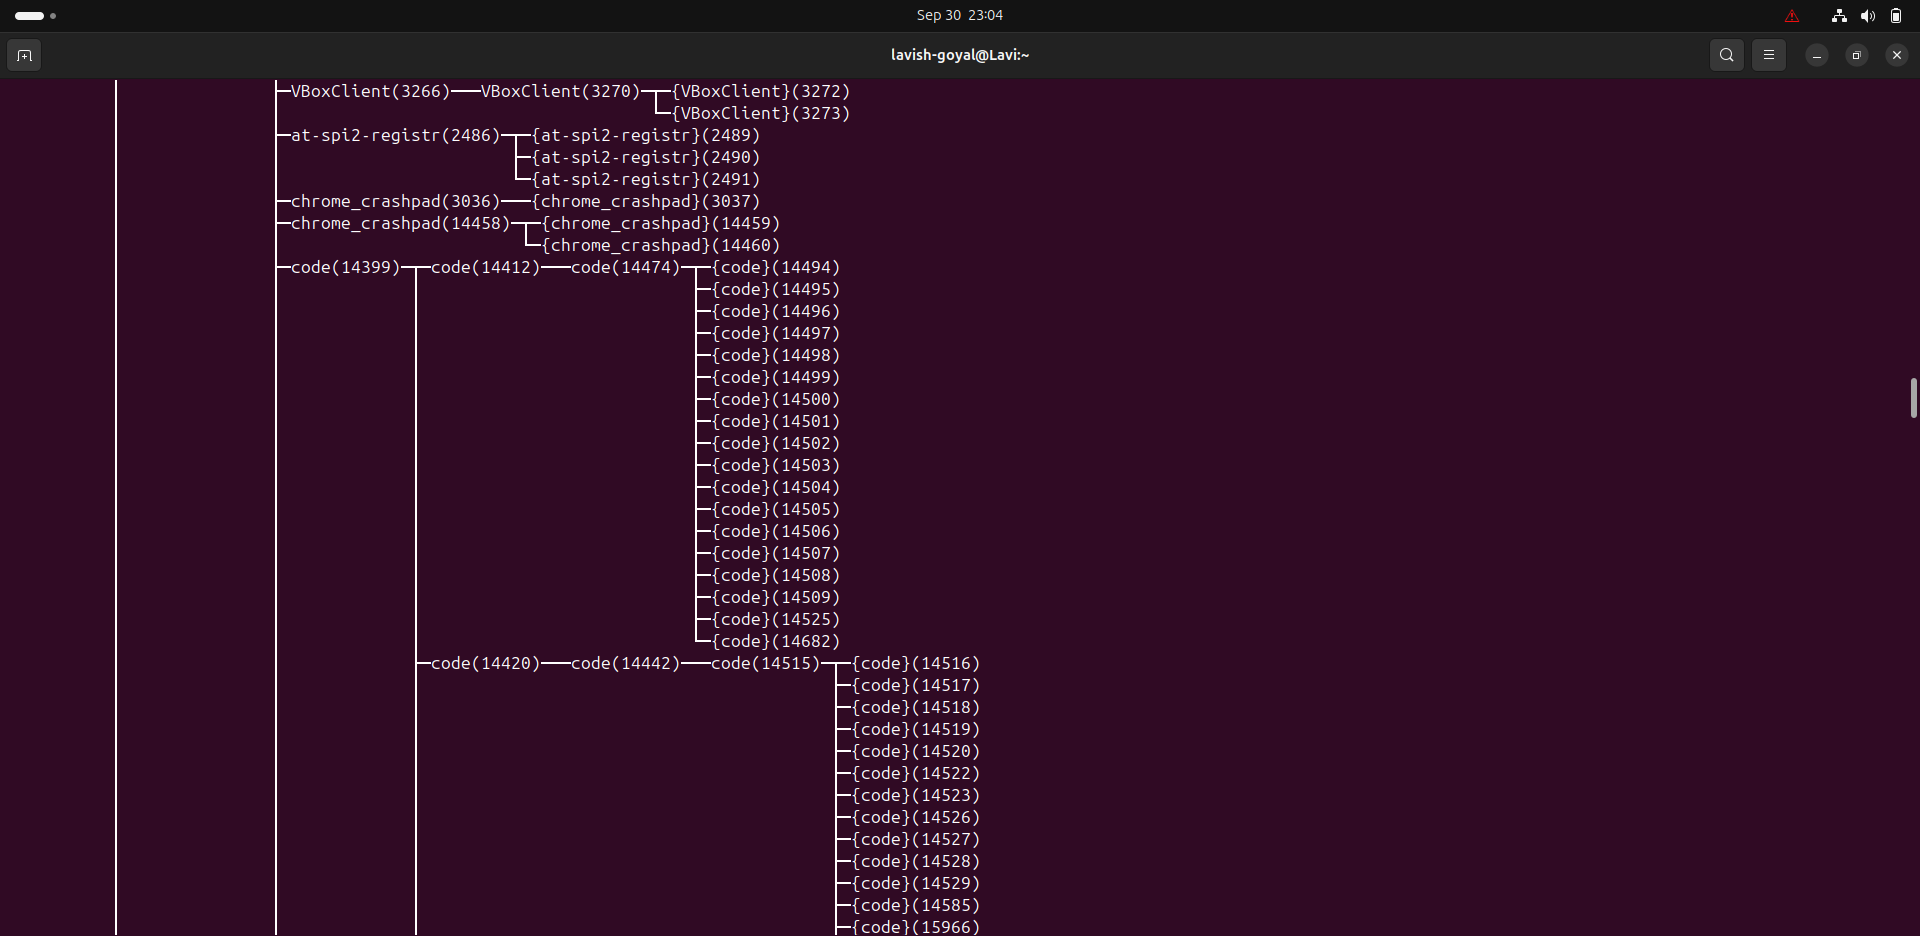 Sep 30 23:04
lavish-goyal@Lavi:~
├─VBoxClient(3266)───VBoxClient(3270)─┬─{VBoxClient}(3272)
└─{VBoxClient}(3273)
├─at-spi2-registr(2486)─┬─{at-spi2-registr}(2489)
├─{at-spi2-registr}(2490)
└─{at-spi2-registr}(2491)
├─chrome_crashpad(3036)───{chrome_crashpad}(3037)
├─chrome_crashpad(14458)─┬─{chrome_crashpad}(14459)
└─{chrome_crashpad}(14460)
├─code(14399)─┬─code(14412)───code(14474)─┬─{code}(14494)
├─{code}(14495)
├─{code}(14496)
├─{code}(14497)
├─{code}(14498)
├─{code}(14499)
├─{code}(14500)
├─{code}(14501)
├─{code}(14502)
├─{code}(14503)
├─{code}(14504)
├─{code}(14505)
├─{code}(14506)
├─{code}(14507)
├─{code}(14508)
├─{code}(14509)
├─{code}(14525)
└─{code}(14682)
├─code(14420)───code(14442)───code(14515)─┬─{code}(14516)
├─{code}(14517)
├─{code}(14518)
├─{code}(14519)
├─{code}(14520)
├─{code}(14522)
├─{code}(14523)
├─{code}(14526)
├─{code}(14527)
├─{code}(14528)
├─{code}(14529)
├─{code}(14585)
├─{code}(15966)